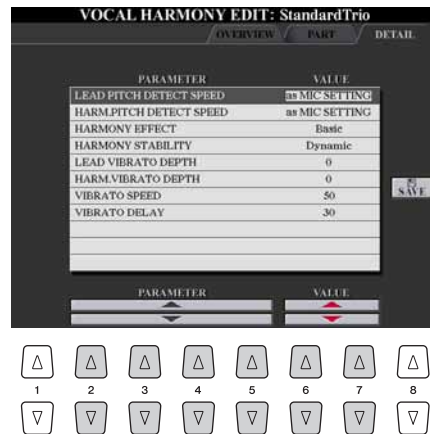 VOCAL HARMONY EDIT: StandardTrio
OVERVIEW PART DETAIL
PARAMETER VALUE
LEAD PITCH DETECT SPEED as MIC SETTING
HARM.PITCH DETECT SPEED as MIC SETTING
HARMONY EFFECT Basic
HARMONY STABILITY Dynamic
LEAD VIBRATO DEPTH 0
HARM.VIBRATO DEPTH 0
VIBRATO SPEED 50
VIBRATO DELAY 30
SAVE
PARAMETER VALUE
1 2 3 4 5 6 7 8